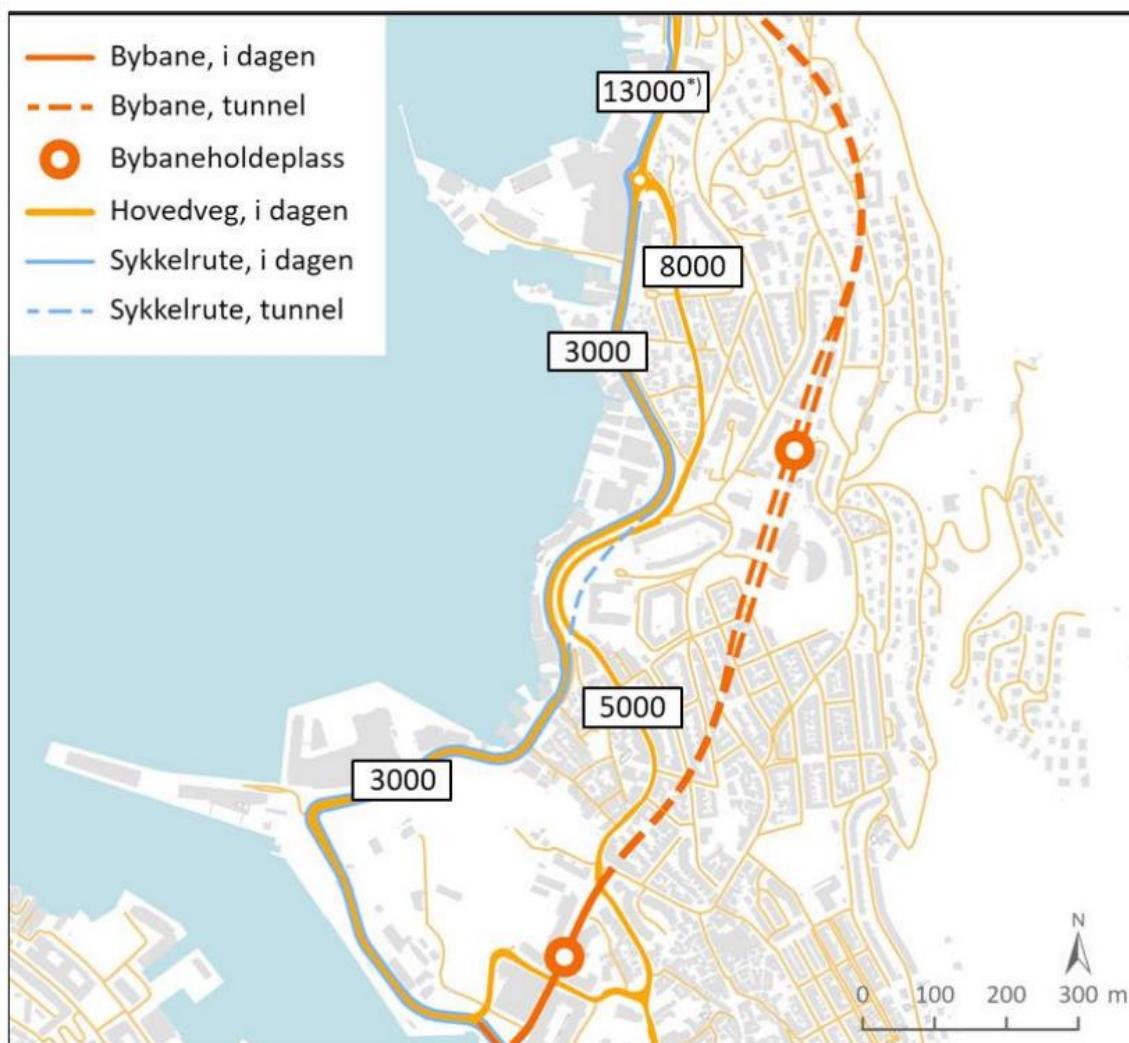 Bybane, i dagen
Bybane, tunnel
Bybaneholdeplass
Hovedveg, i dagen
Sykkelrute, i dagen
Sykkelrute, tunnel
13000*)
8000
3000
5000
3000
N
0 100 200 300 m